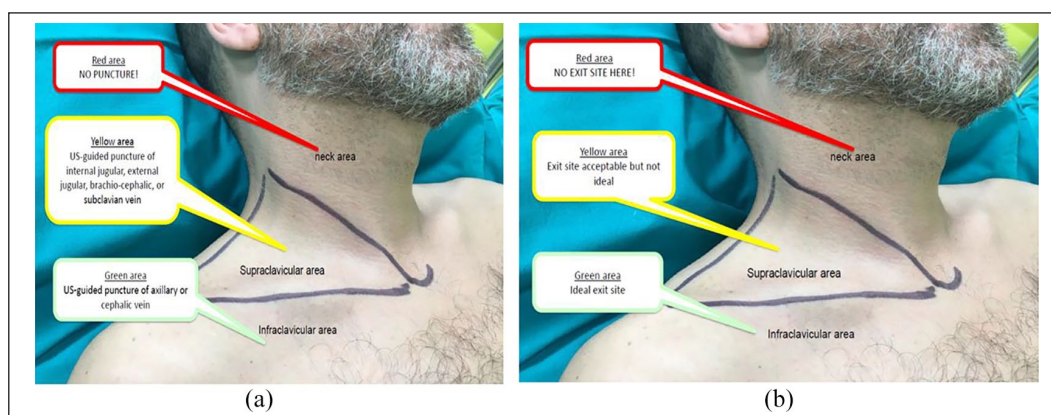 Red area
NO PUNCTURE!
neck area
Yellow area
US-guided puncture of
internal jugular, external
jugular, brachio-cephalic, or
subclavian vein
Supraclavicular area
Green area
US-guided puncture of axillary or
cephalic vein
Infraclavicular area
(a)
Red area
NO EXIT SITE HERE!
neck area
Yellow area
Exit site acceptable but not
ideal
Supraclavicular area
Green area
Ideal exit site
Infraclavicular area
(b)